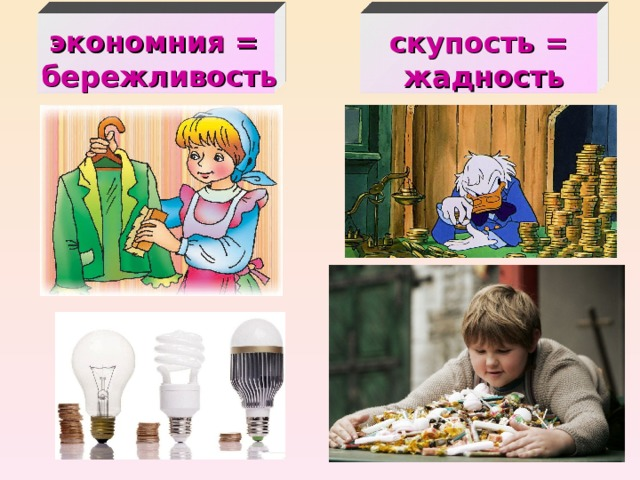 экономния =
бережливость
скупость =
жадность